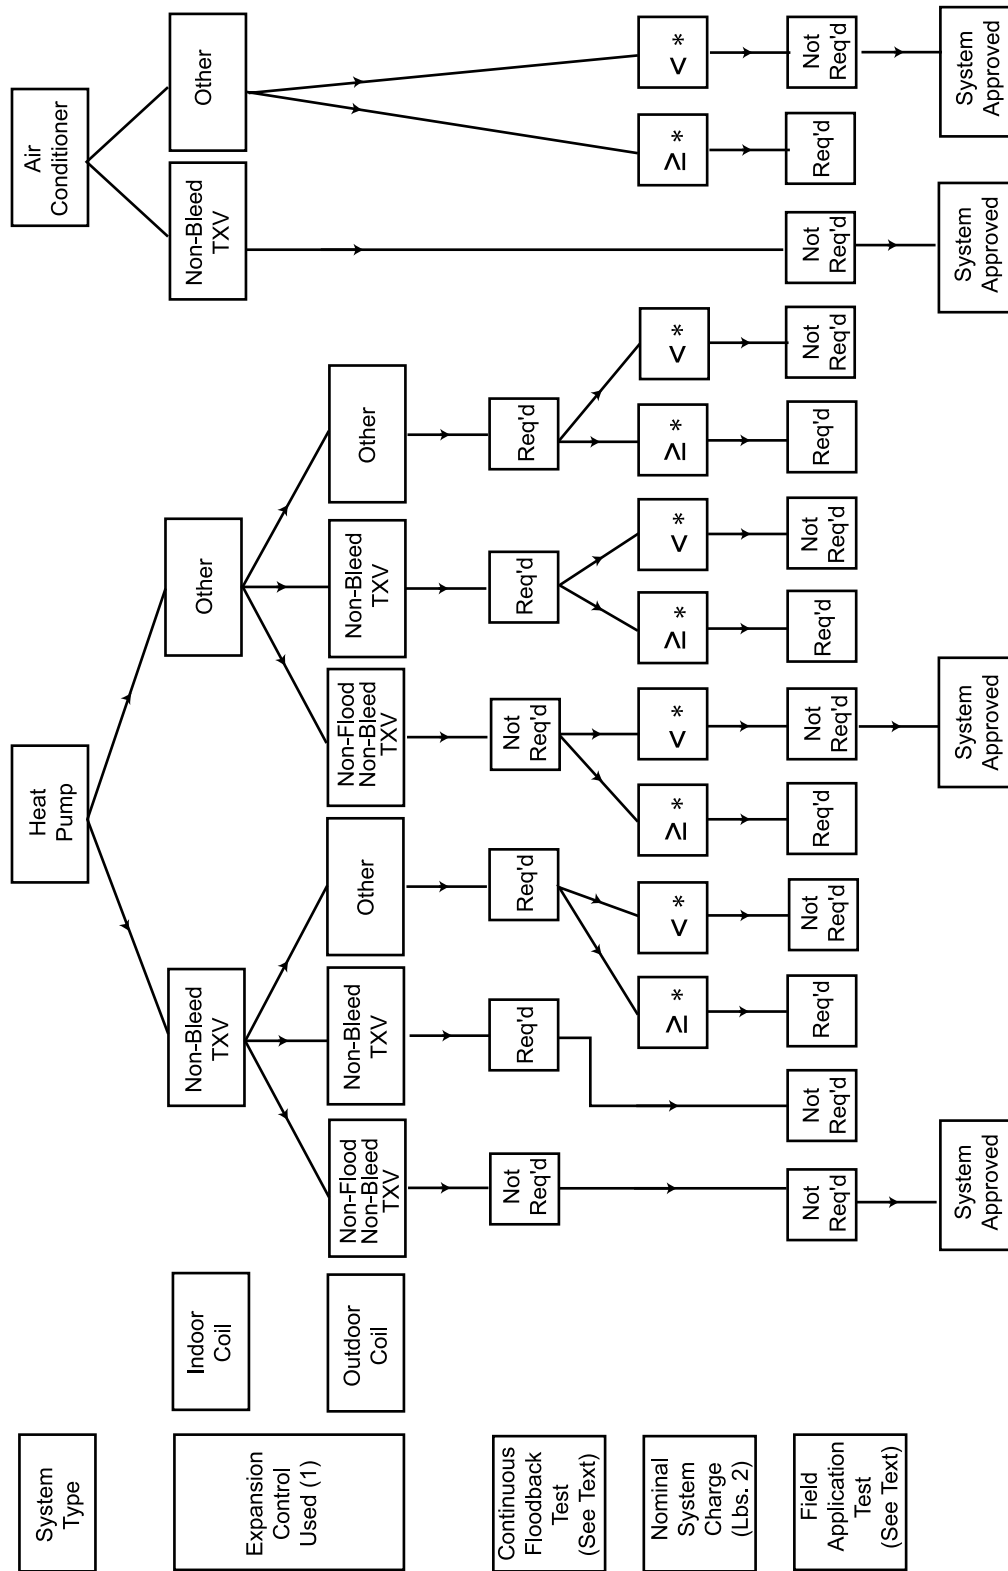 System
Type
Heat
Pump
Air
Conditioner
Expansion
Control
Used (1)
Indoor
Coil
Non-Bleed
TXV
Other
Non-Bleed
TXV
Other
Outdoor
Coil
Non-Flood
Non-Bleed
TXV
Non-Bleed
TXV
Other
Non-Flood
Non-Bleed
TXV
Non-Bleed
TXV
Other
Continuous
Floodback
Test
(See Text)
Not
Req'd
Req'd
Req'd
Not
Req'd
Req'd
Req'd
Nominal
System
Charge
(Lbs. 2)
≥ *
< *
≥ *
< *
≥ *
< *
≥ *
< *
≥ *
< *
Field
Application
Test
(See Text)
Not
Req'd
Not
Req'd
Req'd
Not
Req'd
Req'd
Not
Req'd
Req'd
Not
Req'd
Req'd
Not
Req'd
Not
Req'd
Req'd
Not
Req'd
System
Approved
System
Approved
System
Approved
System
Approved